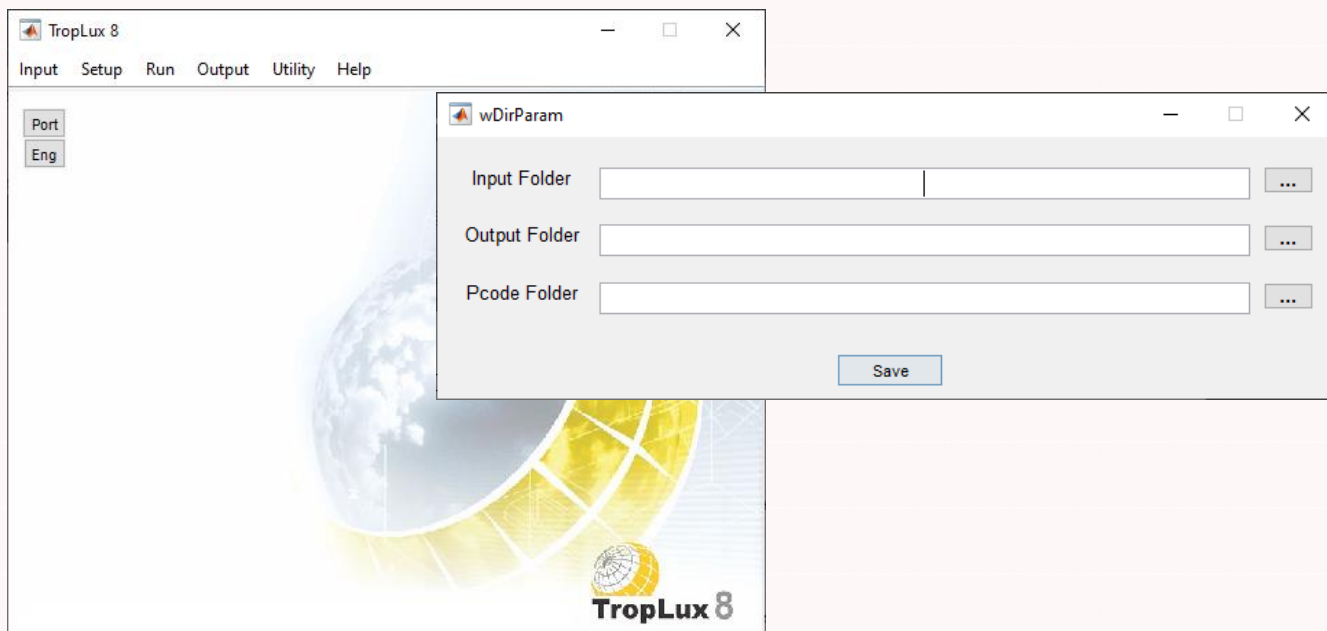 TropLux 8
Input Setup Run Output Utility Help
Port
Eng
wDirParam
Input Folder ...
Output Folder ...
Pcode Folder ...
Save
TropLux 8